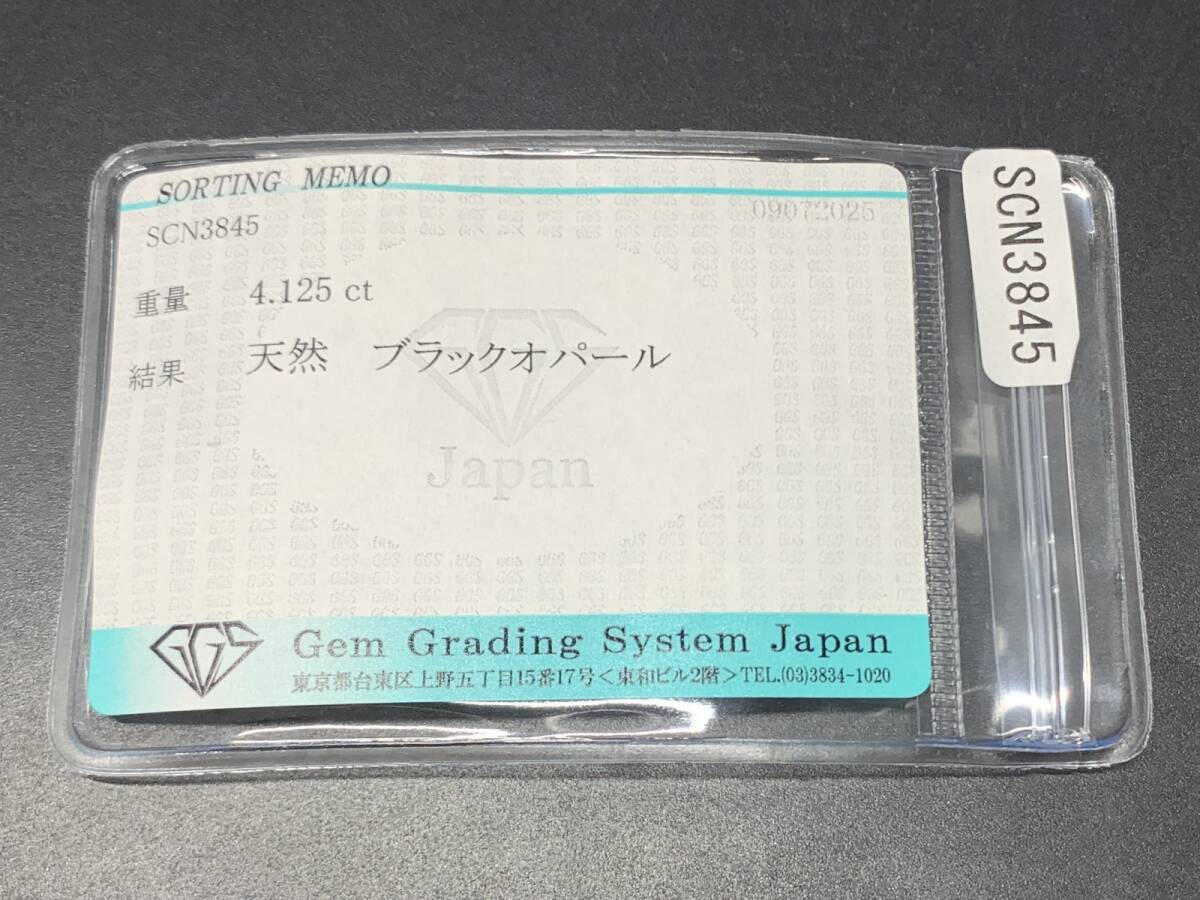 SORTING MEMO
SCN3845
09072025
重量 4.125 ct
結果 天然 ブラックオパール
Japan
GGS Gem Grading System Japan
東京都台東区上野五丁目15番17号<東和ビル2階>TEL.(03)3834-1020
SCN3845